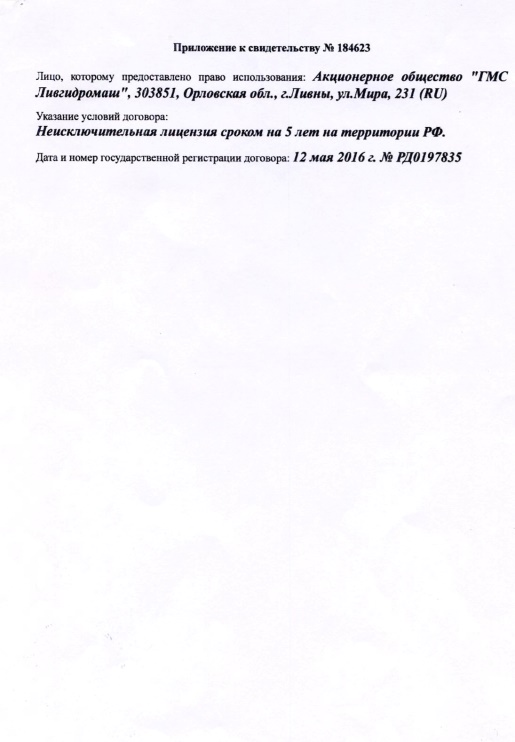 Приложение к свидетельству № 184623
Лицо, которому предоставлено право использования: Акционерное общество "ГМС
Ливгидромаш", 303851, Орловская обл., г.Ливны, ул.Мира, 231 (RU)
Указание условий договора:
Неисключительная лицензия сроком на 5 лет на территории РФ.
Дата и номер государственной регистрации договора: 12 мая 2016 г. № РД0197835